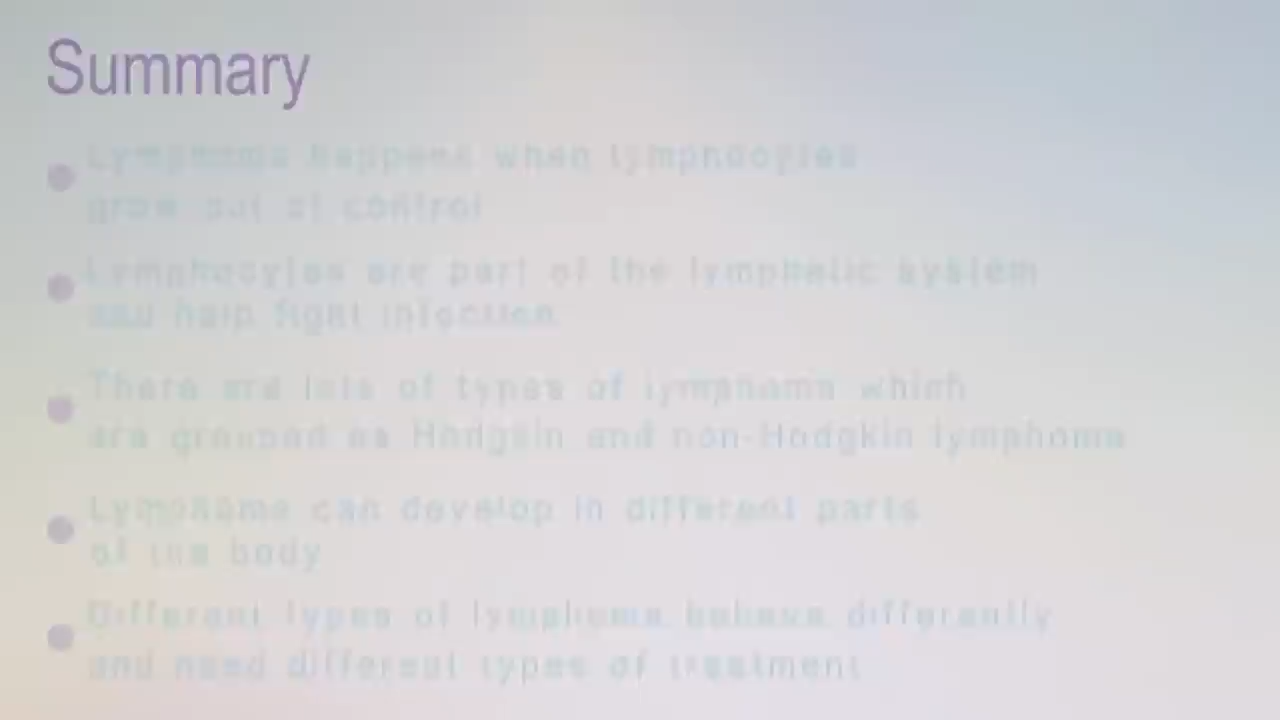 Summary
Lymphoma happens when lymphocytes
grow out of control
Lymphocytes are part of the lymphatic system
and help fight infection
There are lots of types of lymphoma which
are grouped as Hodgkin and non-Hodgkin lymphoma
Lymphoma can develop in different parts
of the body
Different types of lymphoma behave differently
and need different types of treatment